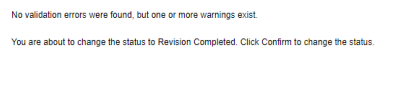 No validation errors were found, but one or more warnings exist.
You are about to change the status to Revision Completed. Click Confirm to change the status.